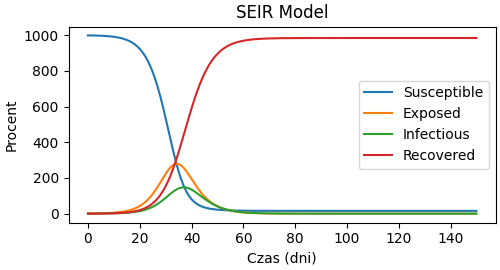 SEIR Model
1000
800
600
400
200
0
Procent
Susceptible
Exposed
Infectious
Recovered
0 20 40 60 80 100 120 140
Czas (dni)